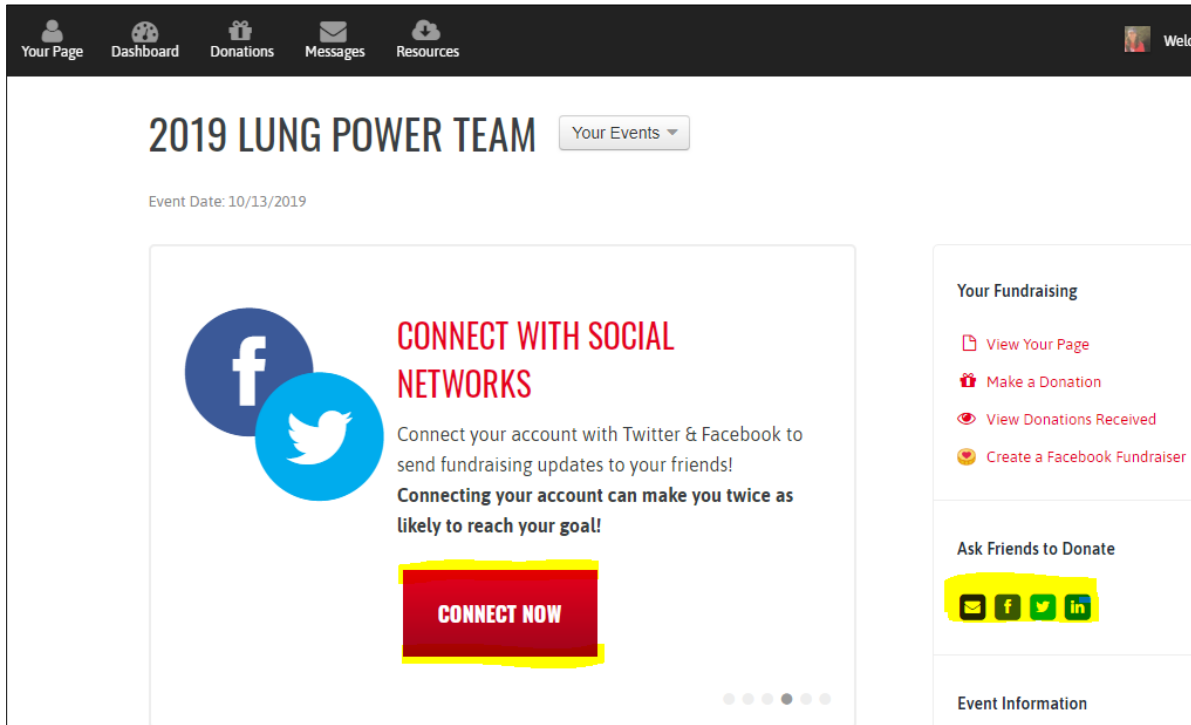 Your Page Dashboard Donations Messages Resources
2019 LUNG POWER TEAM Your Events
Event Date: 10/13/2019
CONNECT WITH SOCIAL
NETWORKS
Connect your account with Twitter & Facebook to
send fundraising updates to your friends!
Connecting your account can make you twice as
likely to reach your goal!
CONNECT NOW
Your Fundraising
View Your Page
Make a Donation
View Donations Received
Create a Facebook Fundraiser
Ask Friends to Donate
Event Information